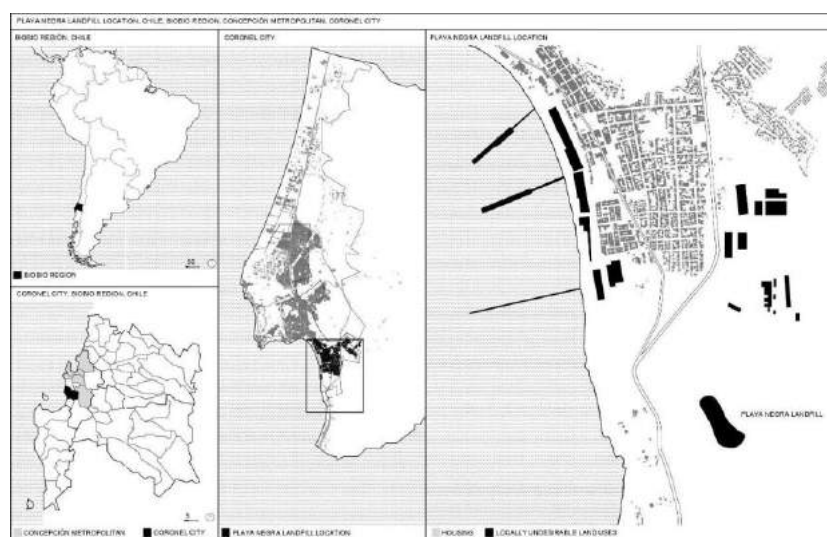 PLAYA NEGRA LANDFILL LOCATION, CHILE, BIOBIO REGION, CONCEPCIÓN METROPOLITAN, CORONEL CITY
BIOBIO REGION, CHILE
BIOBIO REGION
CORONEL CITY, BIOBIO REGION, CHILE
CONCEPCIÓN METROPOLITAN
CORONEL CITY
CORONEL CITY
PLAYA NEGRA LANDFILL LOCATION
PLAYA NEGRA LANDFILL LOCATION
PLAYA NEGRA LANDFILL
HOUSING
LOCALLY UNDESIRABLE LAND USES